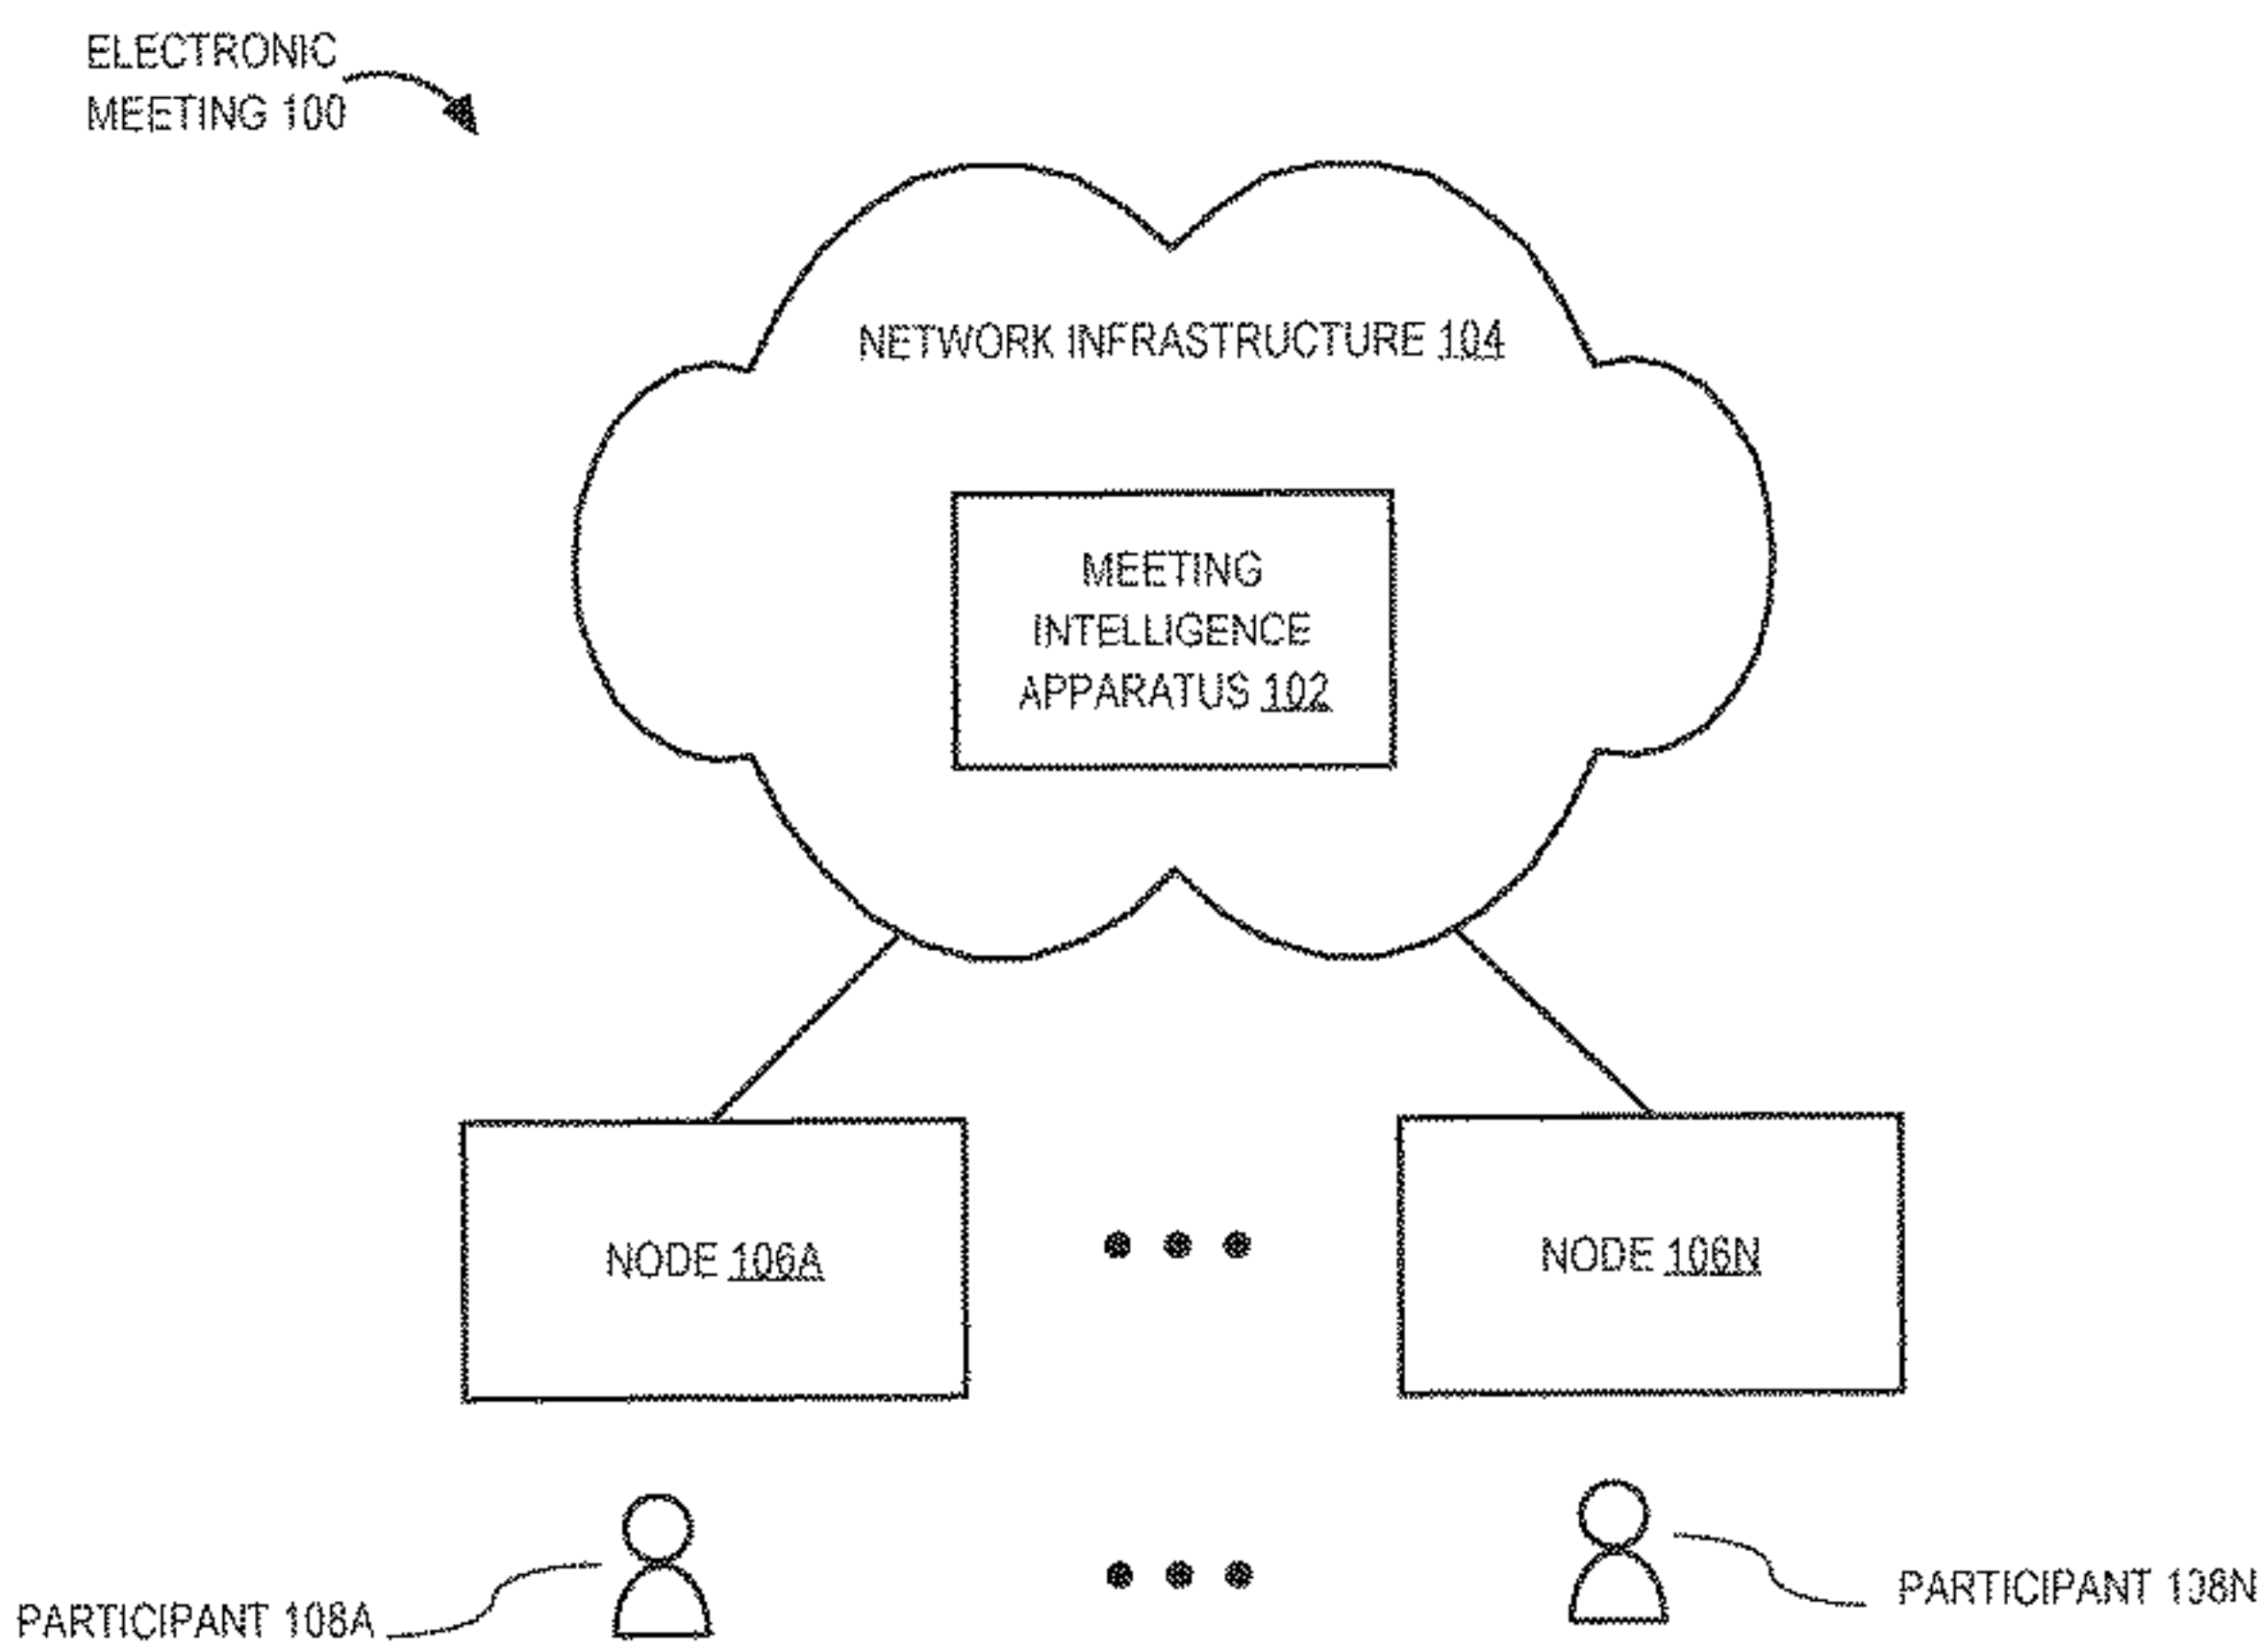 ELECTRONIC
MEETING 100
NETWORK INFRASTRUCTURE 104
MEETING
INTELLIGENCE
APPARATUS 102
NODE 106A
NODE 106N
PARTICIPANT 108A
PARTICIPANT 108N